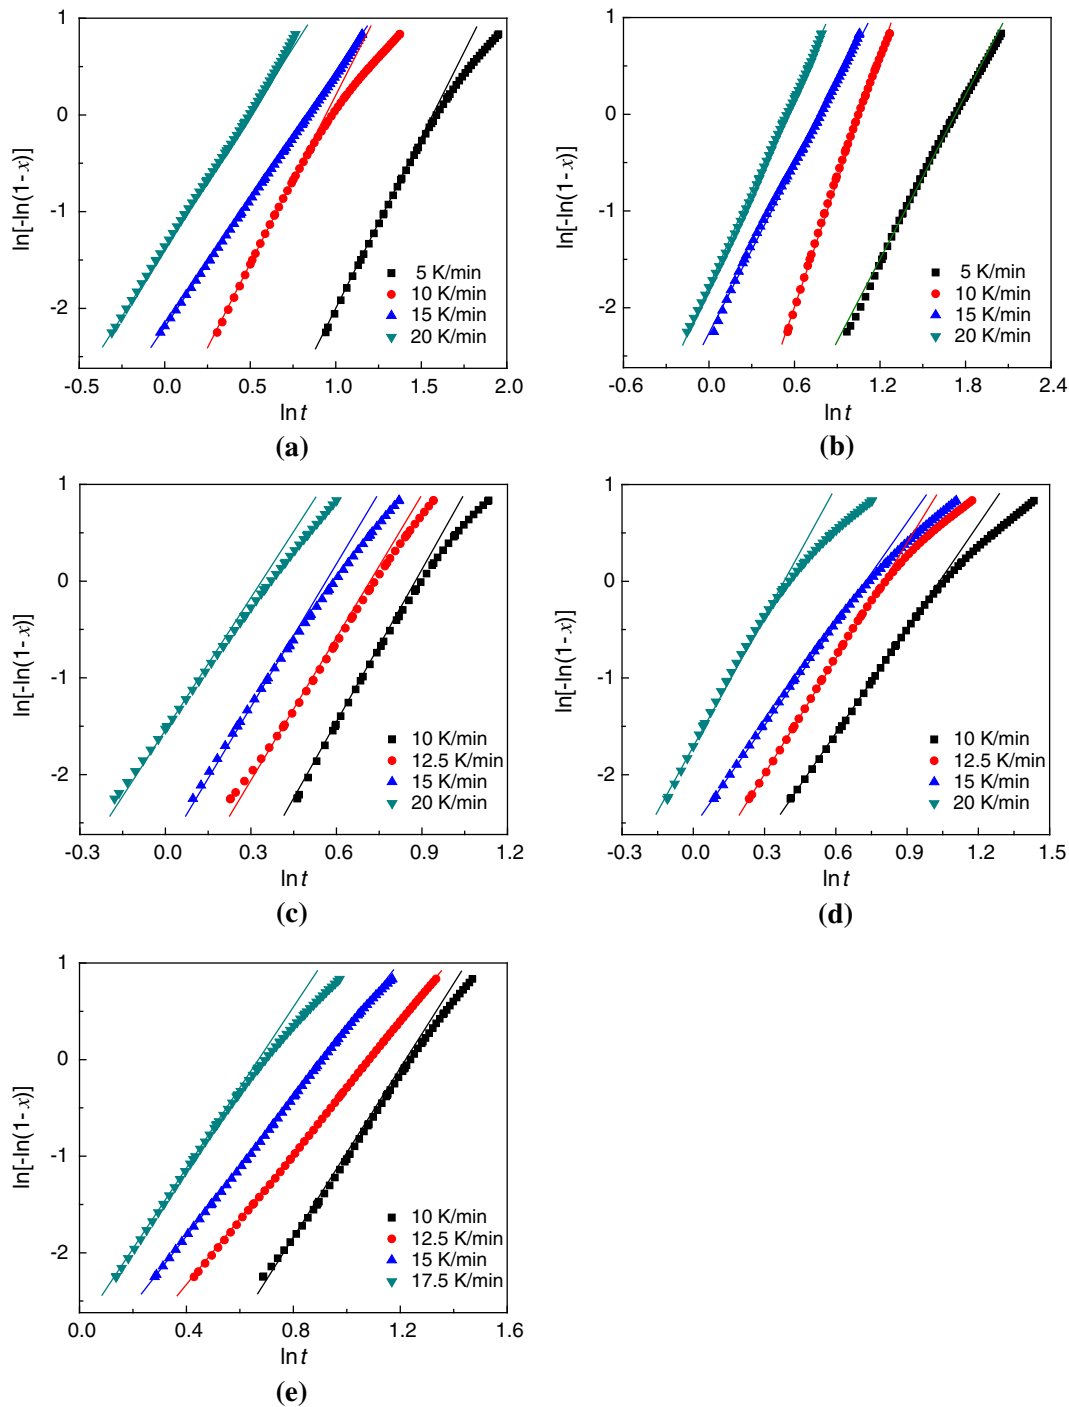 1
0
-1
-2
ln[-ln(1-x)]
5 K/min
10 K/min
15 K/min
20 K/min
-0.5 0.0 0.5 1.0 1.5 2.0
ln t
(a)
1
0
-1
-2
ln[-ln(1-x)]
5 K/min
10 K/min
15 K/min
20 K/min
-0.6 0.0 0.6 1.2 1.8 2.4
ln t
(b)
1
0
-1
-2
ln[-ln(1-x)]
10 K/min
12.5 K/min
15 K/min
20 K/min
-0.3 0.0 0.3 0.6 0.9 1.2
ln t
(c)
1
0
-1
-2
ln[-ln(1-x)]
10 K/min
12.5 K/min
15 K/min
20 K/min
-0.3 0.0 0.3 0.6 0.9 1.2 1.5
ln t
(d)
1
0
-1
-2
ln[-ln(1-x)]
10 K/min
12.5 K/min
15 K/min
17.5 K/min
0.0 0.4 0.8 1.2 1.6
ln t
(e)